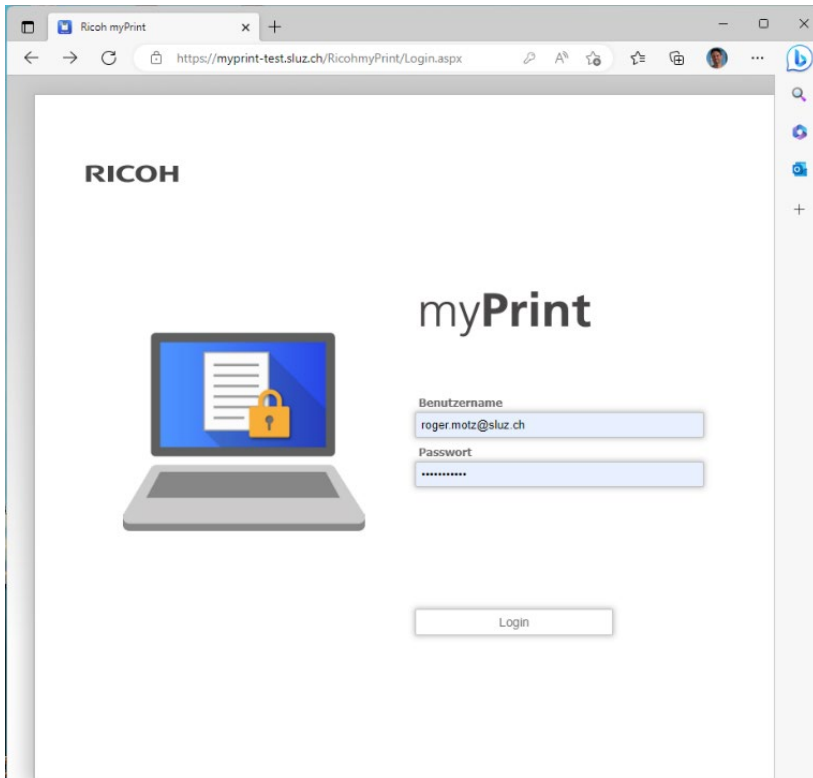 Ricoh myPrint
https://myprint-test.sluz.ch/RicohmyPrint/Login.aspx
RICOH
myPrint
Benutzername
roger.motz@sluz.ch
Passwort
•••••••••••
Login